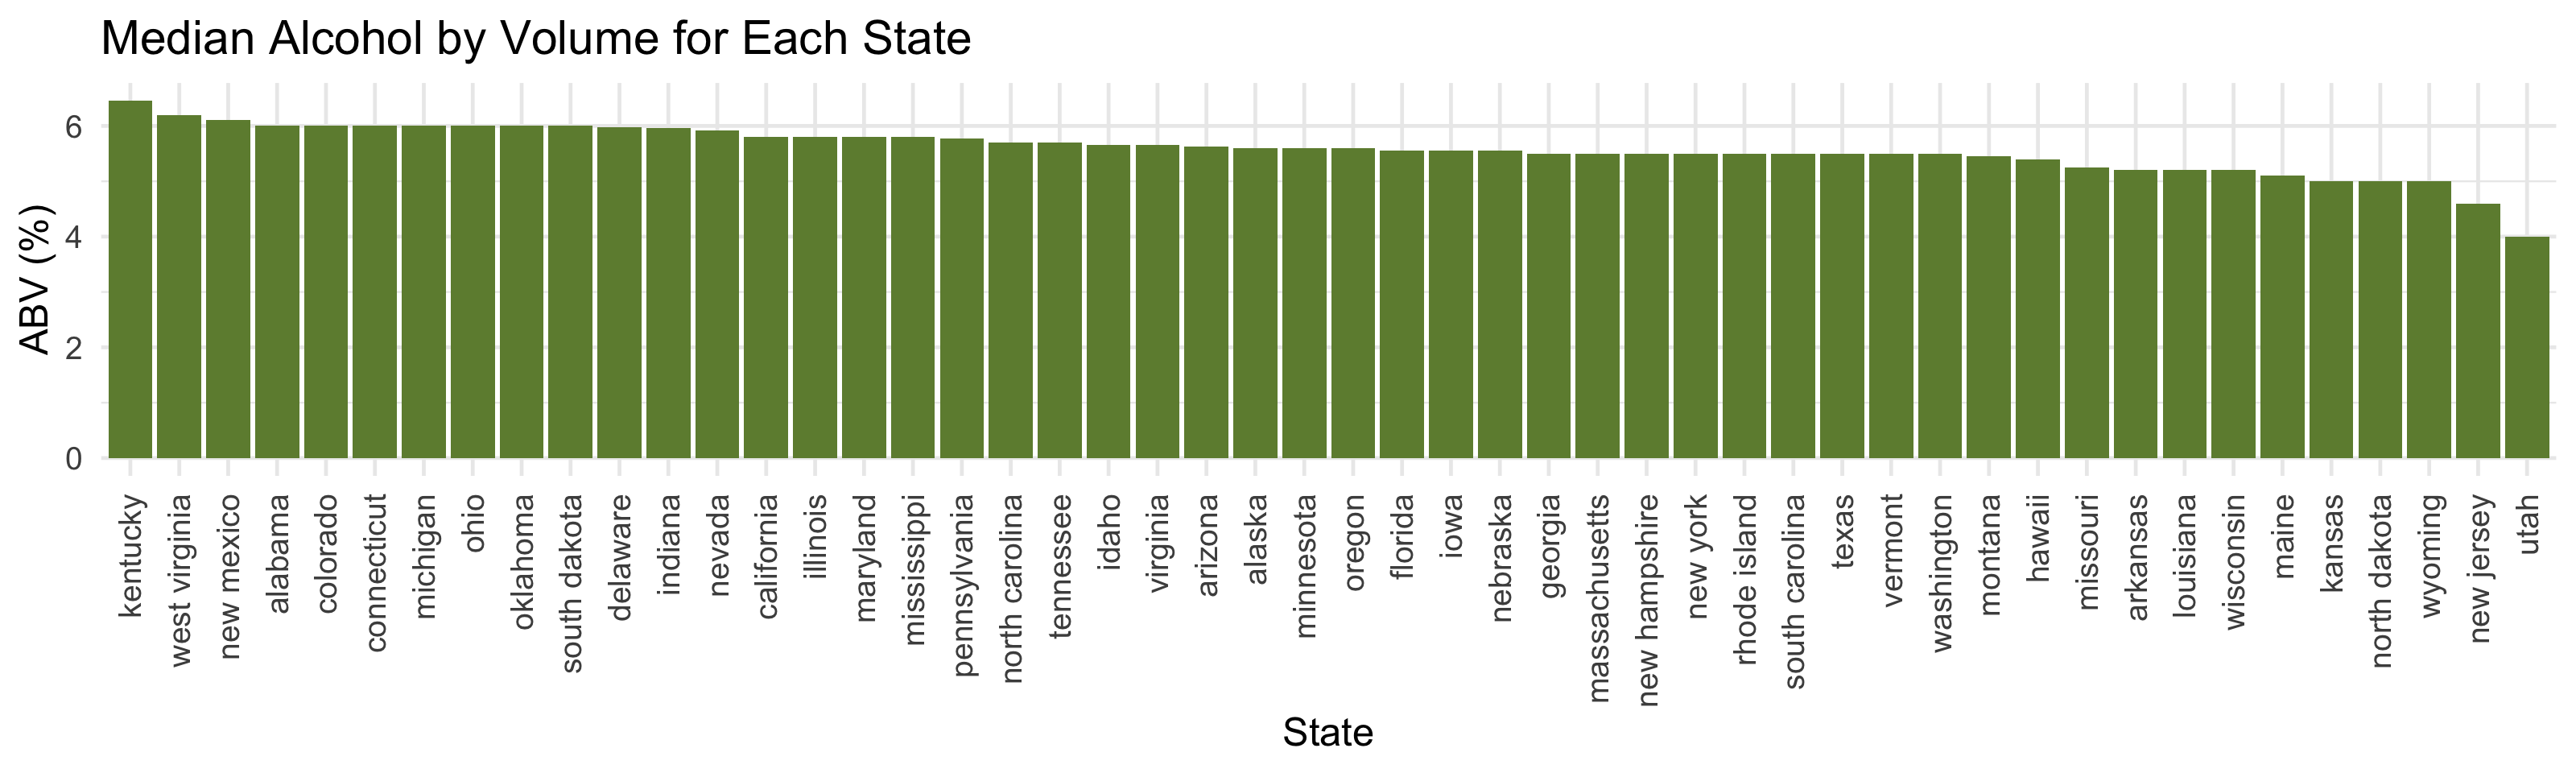 Median Alcohol by Volume for Each State
ABV (%)
6
4
2
0
kentucky
west virginia
new mexico
alabama
colorado
connecticut
michigan
ohio
oklahoma
south dakota
delaware
indiana
nevada
california
illinois
maryland
mississippi
pennsylvania
north carolina
tennessee
idaho
virginia
arizona
alaska
minnesota
oregon
florida
iowa
nebraska
georgia
massachusetts
new hampshire
new york
rhode island
south carolina
texas
vermont
washington
montana
hawaii
missouri
arkansas
louisiana
wisconsin
maine
kansas
north dakota
wyoming
new jersey
utah
State